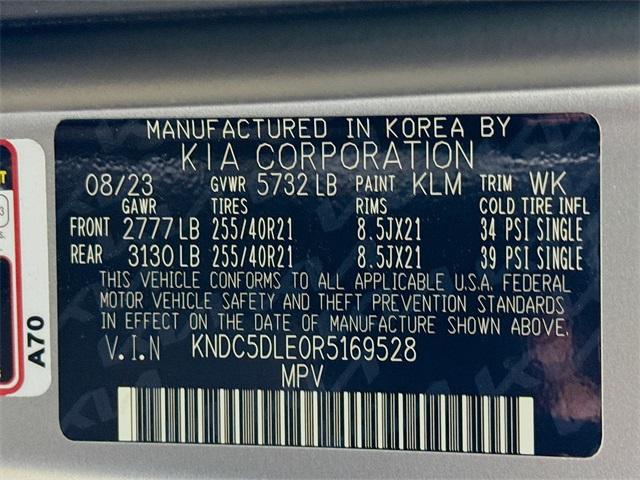 MANUFACTURED IN KOREA BY
KIA CORPORATION
08/23 GVWR 5732 LB PAINT KLM TRIM WK
GAWR TIRES RIMS COLD TIRE INFL
FRONT 2777 LB 255/40R21 8.5JX21 34 PSI SINGLE
REAR 3130 LB 255/40R21 8.5JX21 39 PSI SINGLE
THIS VEHICLE CONFORMS TO ALL APPLICABLE U.S.A. FEDERAL
MOTOR VEHICLE SAFETY AND THEFT PREVENTION STANDARDS
IN EFFECT ON THE DATE OF MANUFACTURE SHOWN ABOVE.
V.I.N KNDC5DLE0R5169528
MPV
A70